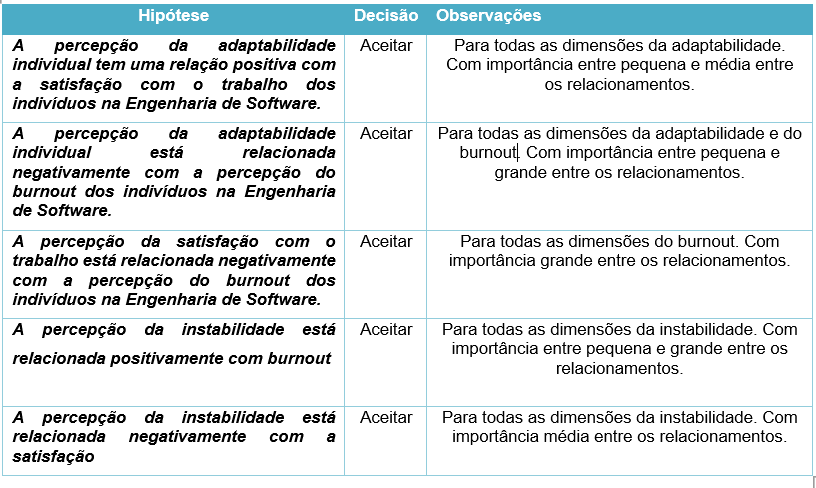 Hipótese Decisão Observações
A percepção da adaptabilidade
individual tem uma relação positiva com
a satisfação com o trabalho dos
indivíduos na Engenharia de Software.
Aceitar
Para todas as dimensões da adaptabilidade.
Com importância entre pequena e média entre
os relacionamentos.
A percepção da adaptabilidade
individual está relacionada
negativamente com a percepção do
burnout dos indivíduos na Engenharia
de Software.
Aceitar
Para todas as dimensões da adaptabilidade e do
burnout. Com importância entre pequena e
grande entre os relacionamentos.
A percepção da satisfação com o
trabalho está relacionada negativamente
com a percepção do burnout dos
indivíduos na Engenharia de Software.
Aceitar
Para todas as dimensões do burnout. Com
importância grande entre os relacionamentos.
A percepção da instabilidade está
relacionada positivamente com burnout
Aceitar
Para todas as dimensões da instabilidade. Com
importância entre pequena e grande entre os
relacionamentos.
A percepção da instabilidade está
relacionada negativamente com a
satisfação
Aceitar
Para todas as dimensões da instabilidade. Com
importância média entre os relacionamentos.